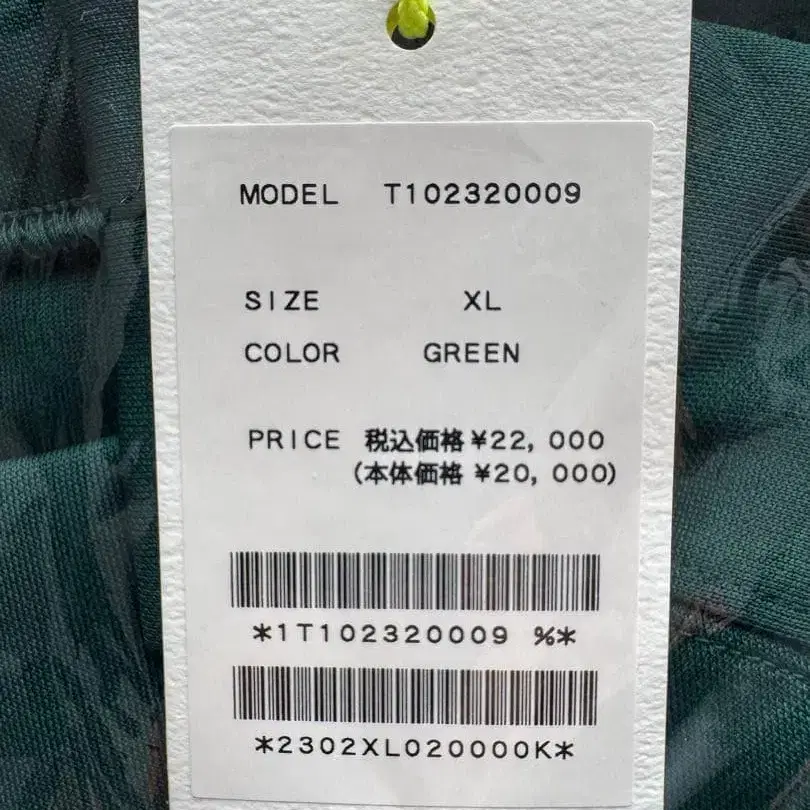 MODEL T102320009
SIZE XL
COLOR GREEN
PRICE 税込価格 ¥22,000
(本体価格 ¥20,000)
*1T102320009 %*
*2302XL020000K*